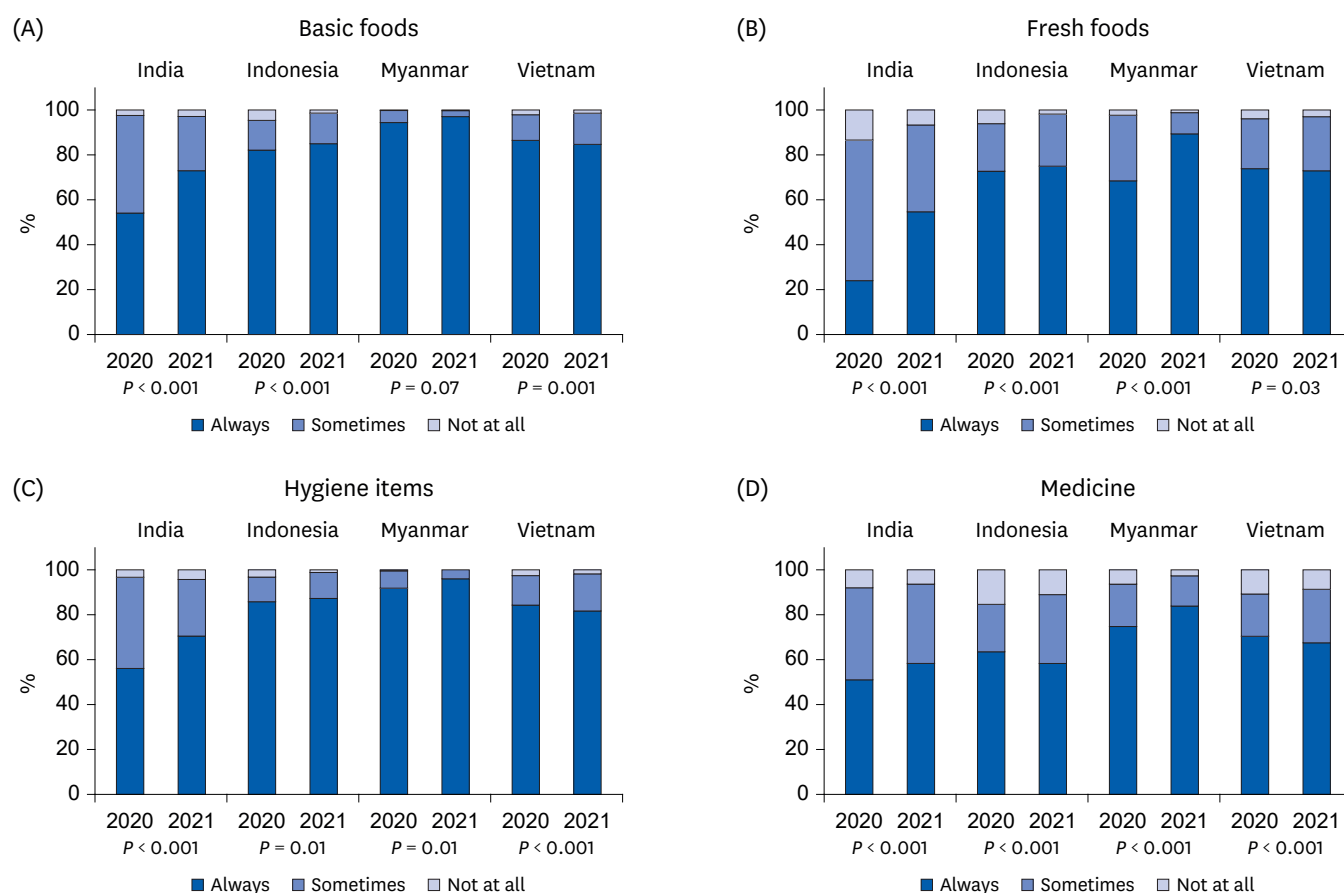 (A) Basic foods
India Indonesia Myanmar Vietnam
100
80
60
40
20
0
%
2020 2021 2020 2021 2020 2021 2020 2021
P < 0.001 P < 0.001 P = 0.07 P = 0.001
Always Sometimes Not at all
(B) Fresh foods
India Indonesia Myanmar Vietnam
100
80
60
40
20
0
%
2020 2021 2020 2021 2020 2021 2020 2021
P < 0.001 P < 0.001 P < 0.001 P = 0.03
Always Sometimes Not at all
(C) Hygiene items
India Indonesia Myanmar Vietnam
100
80
60
40
20
0
%
2020 2021 2020 2021 2020 2021 2020 2021
P < 0.001 P = 0.01 P = 0.01 P < 0.001
Always Sometimes Not at all
(D) Medicine
India Indonesia Myanmar Vietnam
100
80
60
40
20
0
%
2020 2021 2020 2021 2020 2021 2020 2021
P < 0.001 P < 0.001 P < 0.001 P < 0.001
Always Sometimes Not at all